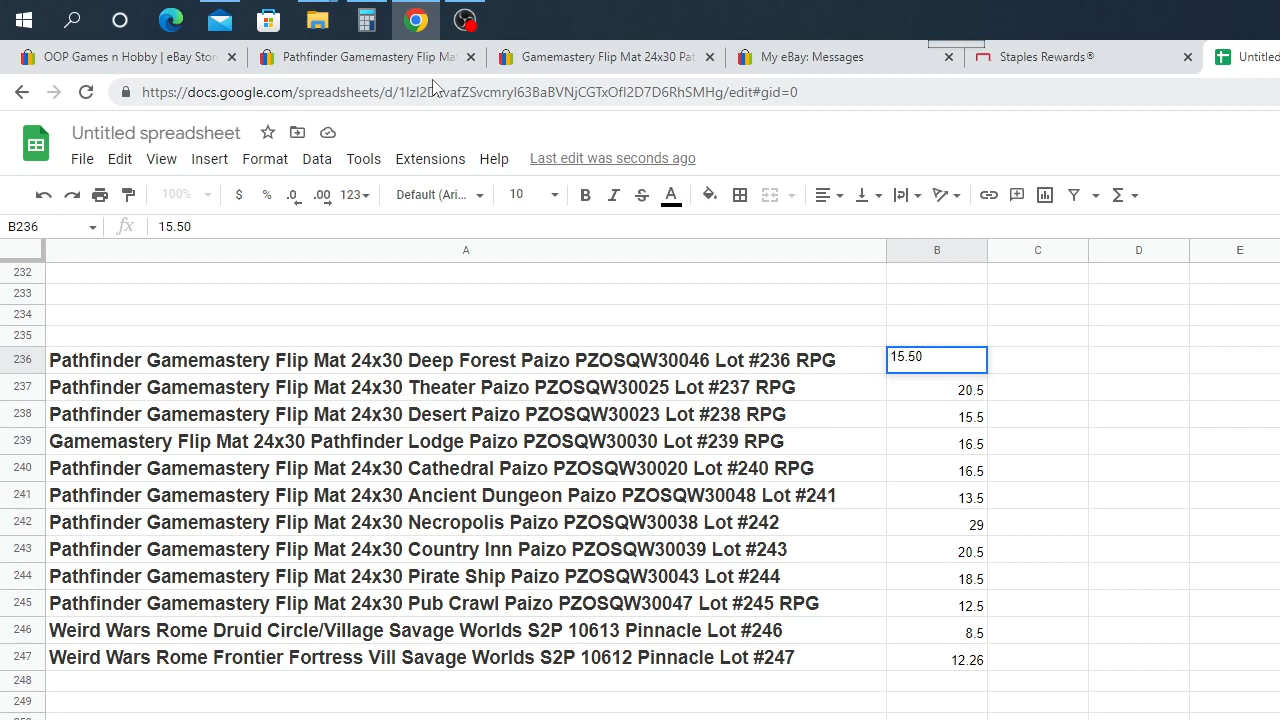 OOP Games n Hobby | eBay Stor
Pathfinder Gamemastery Flip Ma
Gamemastery Flip Mat 24x30 Pat
My eBay: Messages
Staples Rewards®
Untitled
Untitled spreadsheet
File Edit View Insert Format Data Tools Extensions Help Last edit was seconds ago
100% $ % .0 .00 123 Default (Ari... 10 B I S A
B236 fx 15.50
A B C D E
232
233
234
235
236 Pathfinder Gamemastery Flip Mat 24x30 Deep Forest Paizo PZOSQW30046 Lot #236 RPG 15.50
237 Pathfinder Gamemastery Flip Mat 24x30 Theater Paizo PZOSQW30025 Lot #237 RPG 20.5
238 Pathfinder Gamemastery Flip Mat 24x30 Desert Paizo PZOSQW30023 Lot #238 RPG 15.5
239 Gamemastery Flip Mat 24x30 Pathfinder Lodge Paizo PZOSQW30030 Lot #239 RPG 16.5
240 Pathfinder Gamemastery Flip Mat 24x30 Cathedral Paizo PZOSQW30020 Lot #240 RPG 16.5
241 Pathfinder Gamemastery Flip Mat 24x30 Ancient Dungeon Paizo PZOSQW30048 Lot #241 13.5
242 Pathfinder Gamemastery Flip Mat 24x30 Necropolis Paizo PZOSQW30038 Lot #242 29
243 Pathfinder Gamemastery Flip Mat 24x30 Country Inn Paizo PZOSQW30039 Lot #243 20.5
244 Pathfinder Gamemastery Flip Mat 24x30 Pirate Ship Paizo PZOSQW30043 Lot #244 18.5
245 Pathfinder Gamemastery Flip Mat 24x30 Pub Crawl Paizo PZOSQW30047 Lot #245 RPG 12.5
246 Weird Wars Rome Druid Circle/Village Savage Worlds S2P 10613 Pinnacle Lot #246 8.5
247 Weird Wars Rome Frontier Fortress Vill Savage Worlds S2P 10612 Pinnacle Lot #247 12.26
248
249